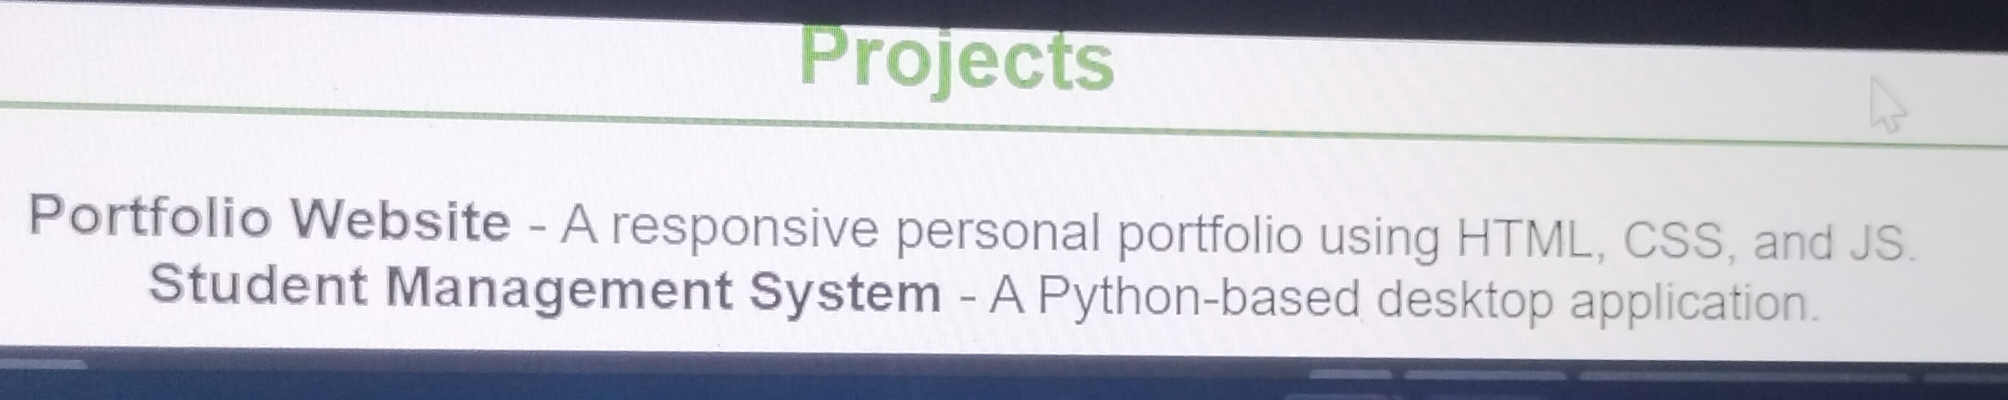 Projects
Portfolio Website - A responsive personal portfolio using HTML, CSS, and JS.
Student Management System - A Python-based desktop application.